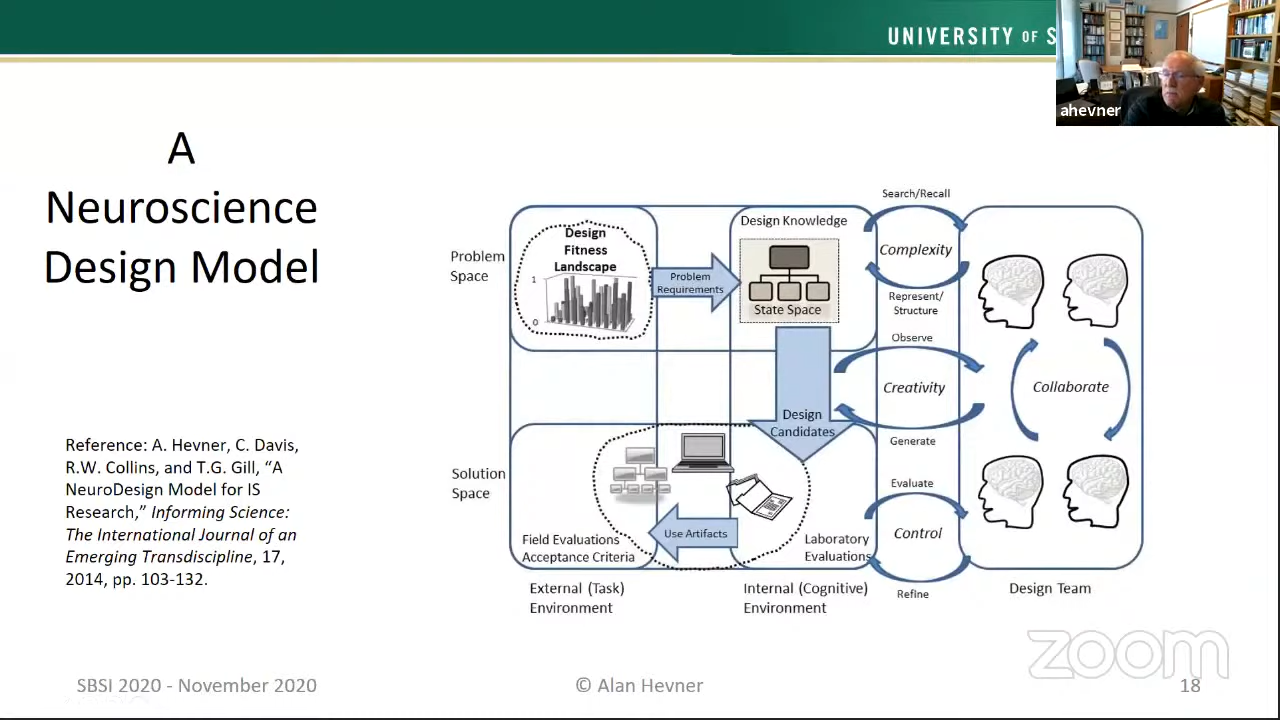 UNIVERSITY OF S
ahevner
A
Neuroscience
Design Model
Reference: A. Hevner, C. Davis,
R.W. Collins, and T.G. Gill, “A
NeuroDesign Model for IS
Research,” Informing Science:
The International Journal of an
Emerging Transdiscipline, 17,
2014, pp. 103-132.
Problem
Space
Design
Fitness
Landscape
1
0
Problem
Requirements
Design Knowledge
State Space
Search/Recall
Complexity
Represent/
Structure
Observe
Creativity
Generate
Collaborate
Design
Candidates
Solution
Space
Use Artifacts
Field Evaluations
Acceptance Criteria
Laboratory
Evaluations
Evaluate
Control
Refine
External (Task)
Environment
Internal (Cognitive)
Environment
Design Team
zoom
SBSI 2020 - November 2020
© Alan Hevner
18